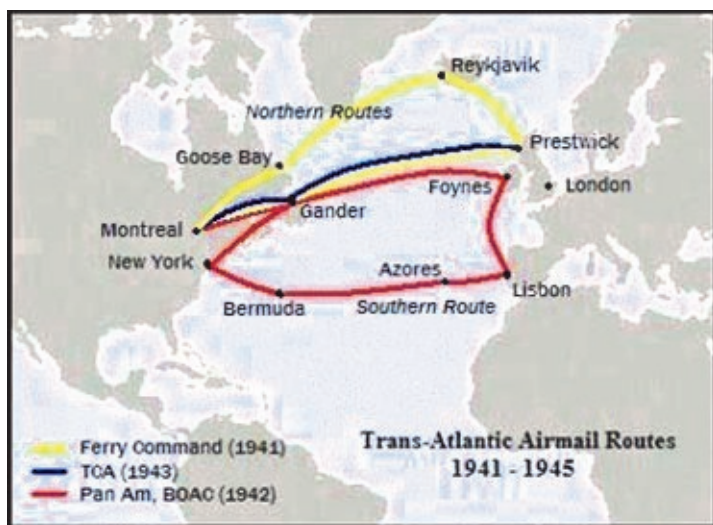 Reykjavik
Northern Routes
Prestwick
Goose Bay
Foynes
London
Gander
Montreal
New York
Azores
Lisbon
Bermuda
Southern Route
Ferry Command (1941)
TCA (1943)
Pan Am, BOAC (1942)
Trans-Atlantic Airmail Routes
1941 - 1945